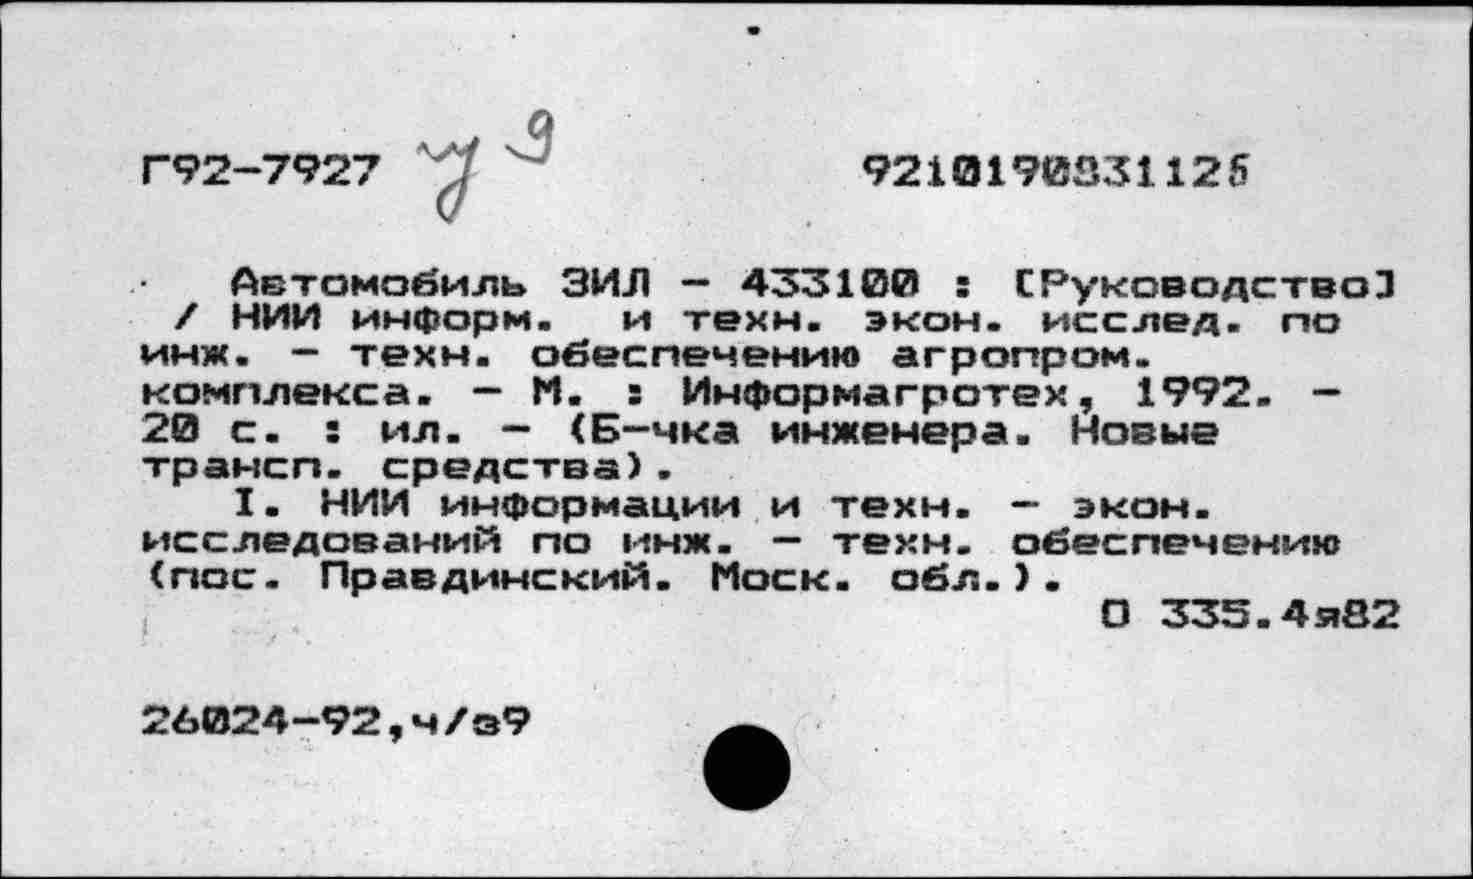 Г92-7927 у9 9210190831126
Автомобиль ЗИЛ - 433100 : [Руководство]
/ НИИ информ. и техн. экон. исслед. по
инж. - техн. обеспечению агропром.
комплекса. - М. : Информагротех, 1992. -
20 с. : ил. - (Б-чка инженера. Новые
трансп. средства).
I. НИИ информации и техн. - экон.
исследований по инж. - техн. обеспечению
(пос. Правдинский. Моск. обл.).
О 335.4я82
26024-92,ч/з9